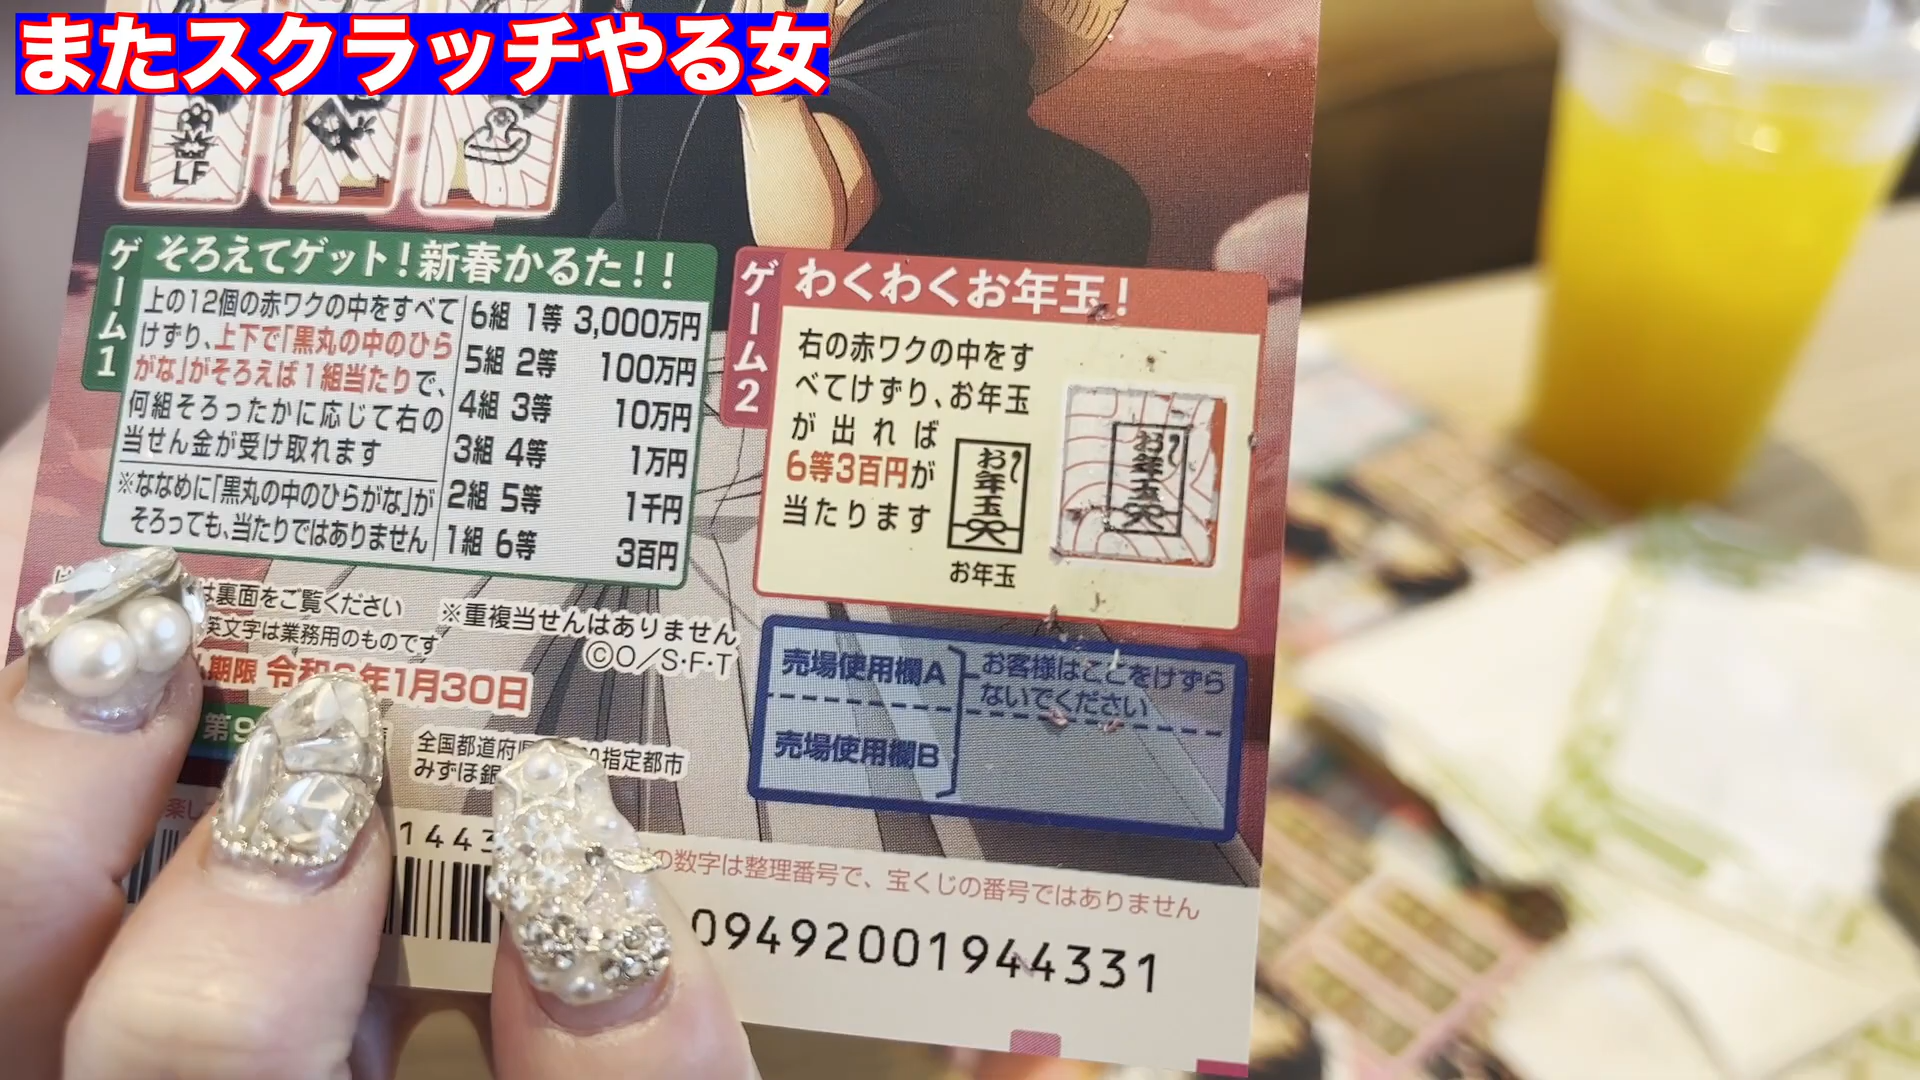 またスクラッチやる女
LF
ゲーム1
そろえてゲット！新春かるた！！
上の12個の赤ワクの中をすべて
けずり、上下で「黒丸の中のひら
がな」がそろえば1組当たりで、
何組そろったかに応じて右の
当せん金が受け取れます
※ななめに「黒丸の中のひらがな」が
そろっても、当たりではありません
6組 1等 3,000万円
5組 2等 100万円
4組 3等 10万円
3組 4等 1万円
2組 5等 1千円
1組 6等 3百円
ゲーム2
わくわくお年玉！
右の赤ワクの中をす
べてけずり、お年玉
が出れば
6等3百円が
当たります
お年玉
お年玉
お年玉
は裏面をご覧ください
英文字は業務用のものです
※重複当せんはありません
©O／S・F・T
期限 令和 年1月30日
第9
全国都道府 指定都市
みずほ銀
売場使用欄A
売場使用欄B
お客様はここをけずら
ないでください
楽し
1443
の数字は整理番号で、宝くじの番号ではありません
09492001944331